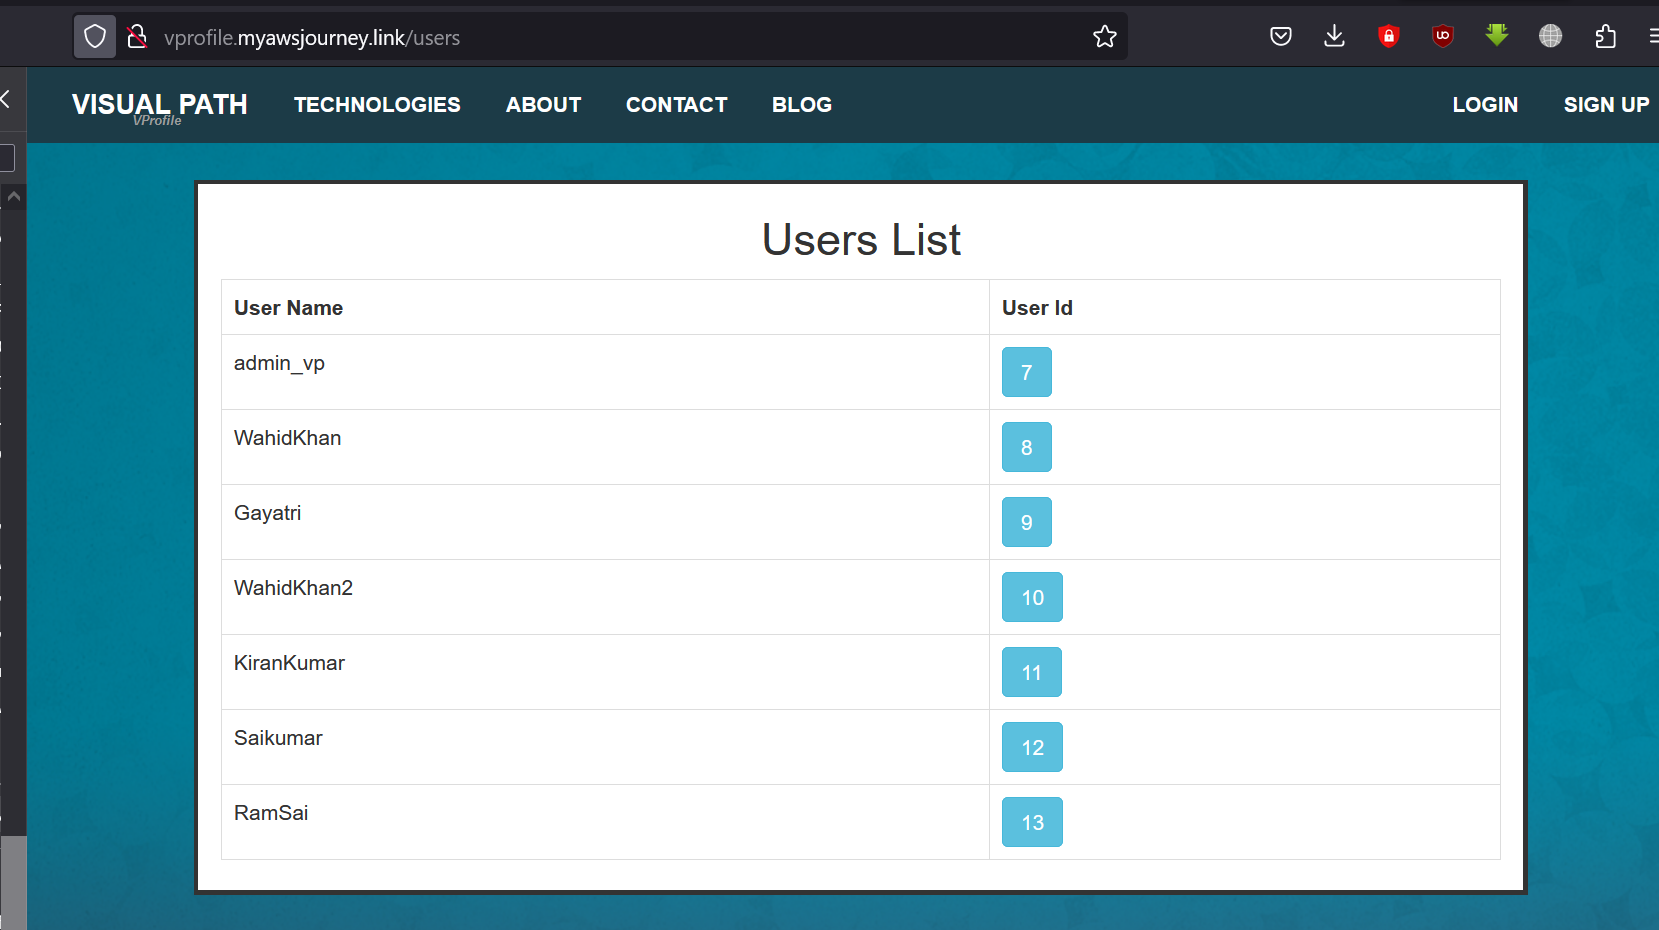 vprofile.myawsjourney.link/users
VISUAL PATH TECHNOLOGIES ABOUT CONTACT BLOG LOGIN SIGN UP
VProfile
Users List
User Name User Id
admin_vp 7
WahidKhan 8
Gayatri 9
WahidKhan2 10
KiranKumar 11
Saikumar 12
RamSai 13